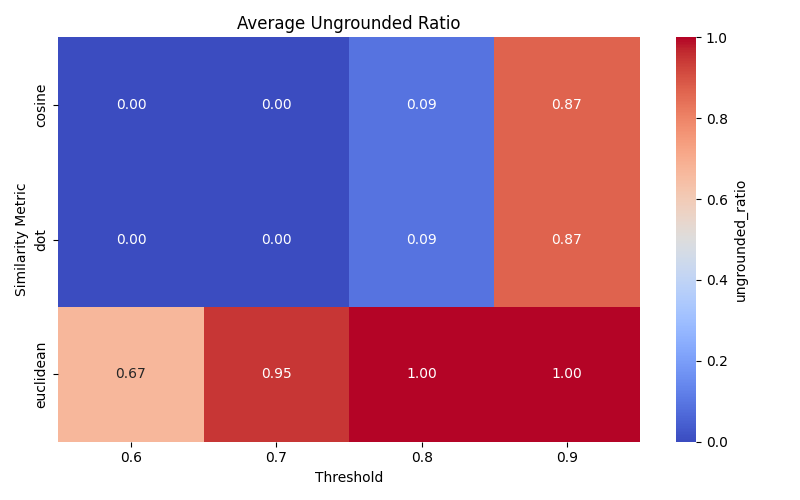 Average Ungrounded Ratio
Similarity Metric
cosine
0.00 0.00 0.09 0.87
dot
0.00 0.00 0.09 0.87
euclidean
0.67 0.95 1.00 1.00
0.6 0.7 0.8 0.9
Threshold
1.0
0.8
0.6
0.4
0.2
0.0
ungrounded_ratio